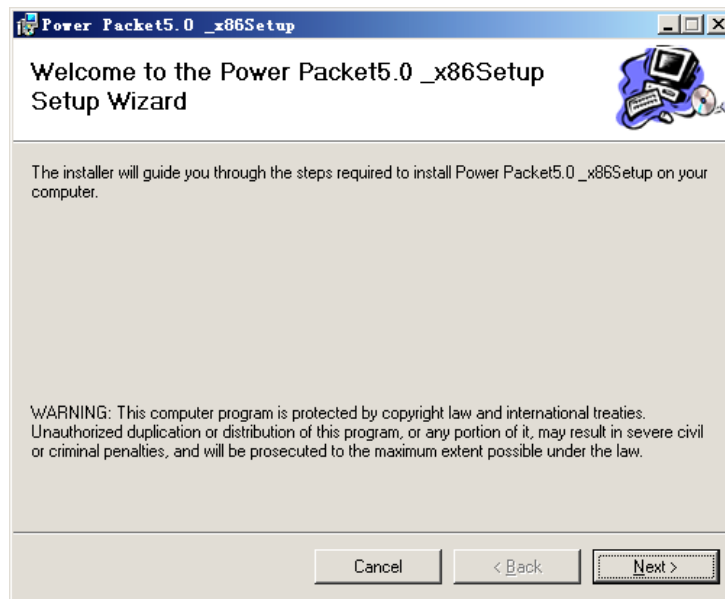 Power Packet5.0 _x86Setup
Welcome to the Power Packet5.0 _x86Setup
Setup Wizard
The installer will guide you through the steps required to install Power Packet5.0 _x86Setup on your
computer.
WARNING: This computer program is protected by copyright law and international treaties.
Unauthorized duplication or distribution of this program, or any portion of it, may result in severe civil
or criminal penalties, and will be prosecuted to the maximum extent possible under the law.
Cancel
< Back
Next >